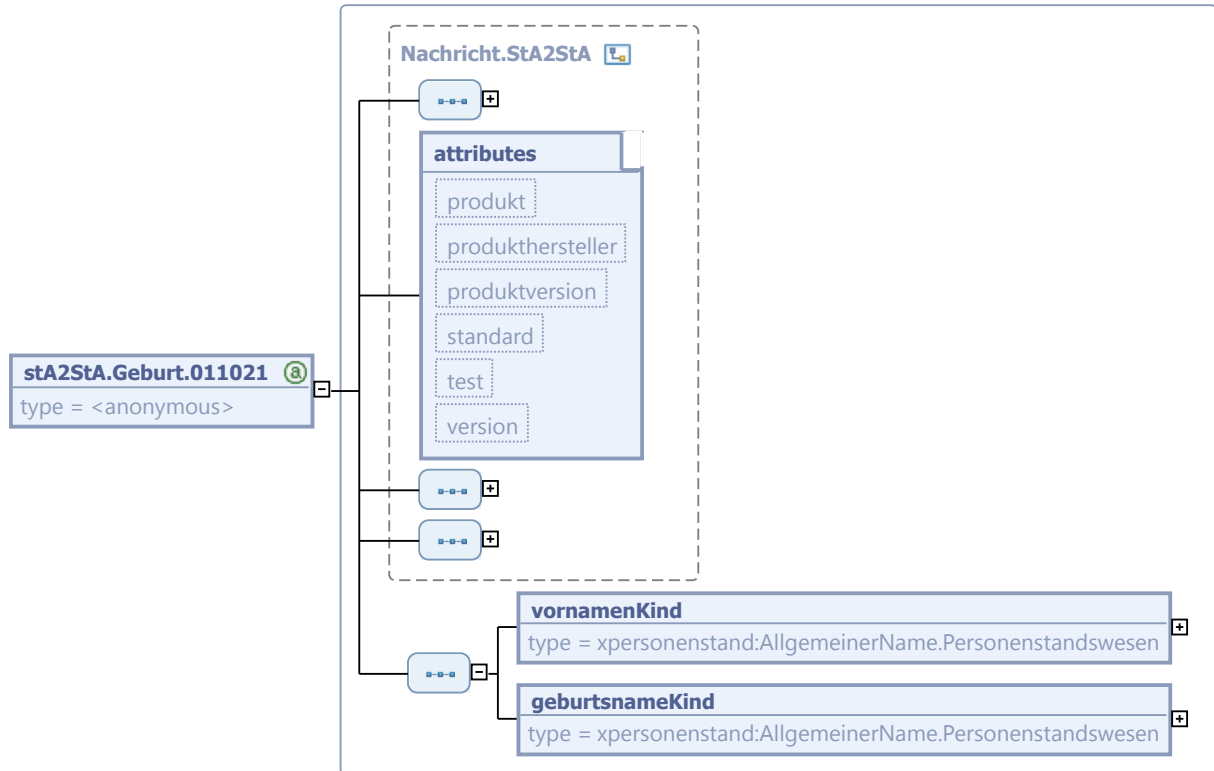 Nachricht.StA2StA
attributes
produkt
produkthersteller
produktversion
standard
test
version
stA2StA.Geburt.011021 a
type = <anonymous>
vornamenKind
type = xpersonenstand:AllgemeinerName.Personenstandswesen
geburtsnameKind
type = xpersonenstand:AllgemeinerName.Personenstandswesen